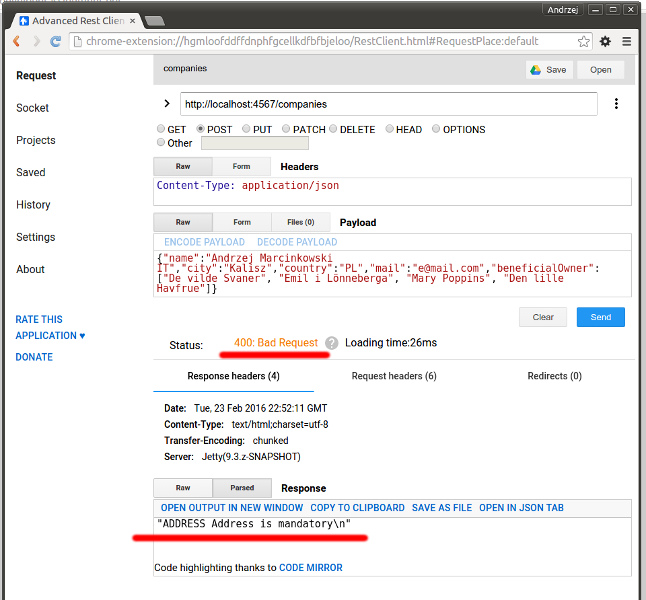 Andrzej
Advanced Rest Client
chrome-extension://hgmloofddffdnphfgcellkdfbfbjeloo/RestClient.html#RequestPlace:default
Request
Socket
Projects
Saved
History
Settings
About
RATE THIS
APPLICATION ♥
DONATE
companies
Save
Open
http://localhost:4567/companies
GET POST PUT PATCH DELETE HEAD OPTIONS
Other
Raw Form Headers
Content-Type: application/json
Raw Form Files (0) Payload
ENCODE PAYLOAD DECODE PAYLOAD
{"name":"Andrzej Marcinkowski
IT","city":"Kalisz","country":"PL","mail":"e@mail.com","beneficialOwner":
["De vilde Svaner", "Emil i Lönneberga", "Mary Poppins", "Den lille
Havfrue"]}
Clear Send
Status: 400: Bad Request ? Loading time:26ms
Response headers (4) Request headers (6) Redirects (0)
Date: Tue, 23 Feb 2016 22:52:11 GMT
Content-Type: text/html;charset=utf-8
Transfer-Encoding: chunked
Server: Jetty(9.3.z-SNAPSHOT)
Raw Parsed Response
OPEN OUTPUT IN NEW WINDOW COPY TO CLIPBOARD SAVE AS FILE OPEN IN JSON TAB
"ADDRESS Address is mandatory\n"
Code highlighting thanks to CODE MIRROR